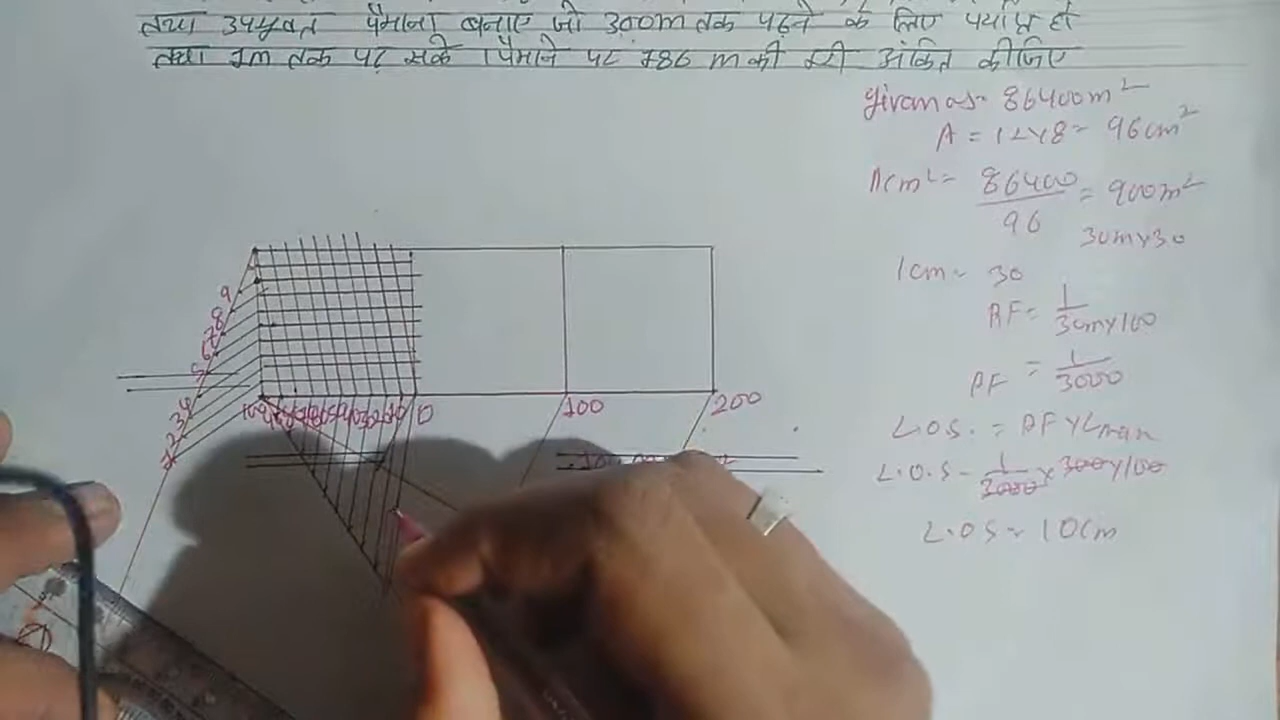 तथा उपयुक्त पैमाना बनाए जो 300m तक पढ़ने के लिए पर्याप्त हो
तथा 1m तक पढ़ सके । पैमाने पर 786 m की दूरी अंकित कीजिए
given as- 86400m²
A = 12×8= 96cm²
1cm²= 86400/96 = 900m²
30m×30
1cm= 30
RF= 1/30m×100
RF = 1/3000
L.O.S. = RF×Lmax
L.O.S = 1/3000 × 300×100
L.O S= 10cm
9
8
7
6
5
4
3
2
1
0
100
200